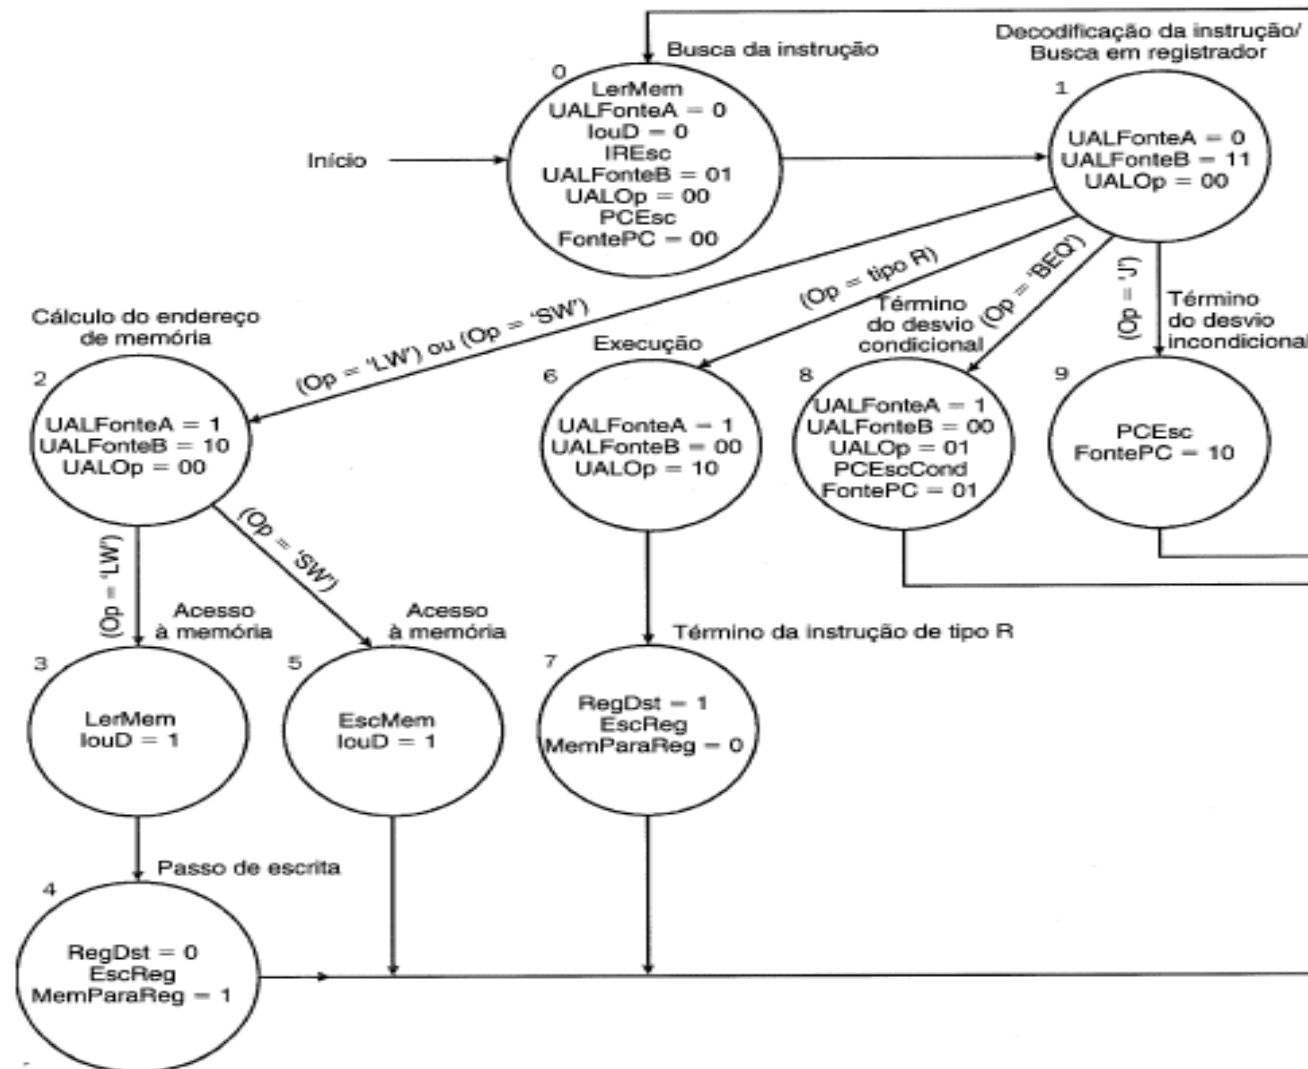 Busca da instrução
Decodificação da instrução/
Busca em registrador
0
LerMem
UALFonteA = 0
IouD = 0
IREsc
UALFonteB = 01
UALOp = 00
PCEsc
FontePC = 00
1
UALFonteA = 0
UALFonteB = 11
UALOp = 00
Início
(Op = 'LW') ou (Op = 'SW')
(Op = tipo R)
(Op = 'BEQ')
(Op = 'J')
Cálculo do endereço
de memória
2
UALFonteA = 1
UALFonteB = 10
UALOp = 00
Execução
6
UALFonteA = 1
UALFonteB = 00
UALOp = 10
Término
do desvio
condicional
8
UALFonteA = 1
UALFonteB = 00
UALOp = 01
PCEscCond
FontePC = 01
Término
do desvio
incondicional
9
PCEsc
FontePC = 10
(Op = 'LW')
(Op = 'SW')
Acesso
à memória
3
LerMem
IouD = 1
Acesso
à memória
5
EscMem
IouD = 1
Término da instrução de tipo R
7
RegDst = 1
EscReg
MemParaReg = 0
Passo de escrita
4
RegDst = 0
EscReg
MemParaReg = 1